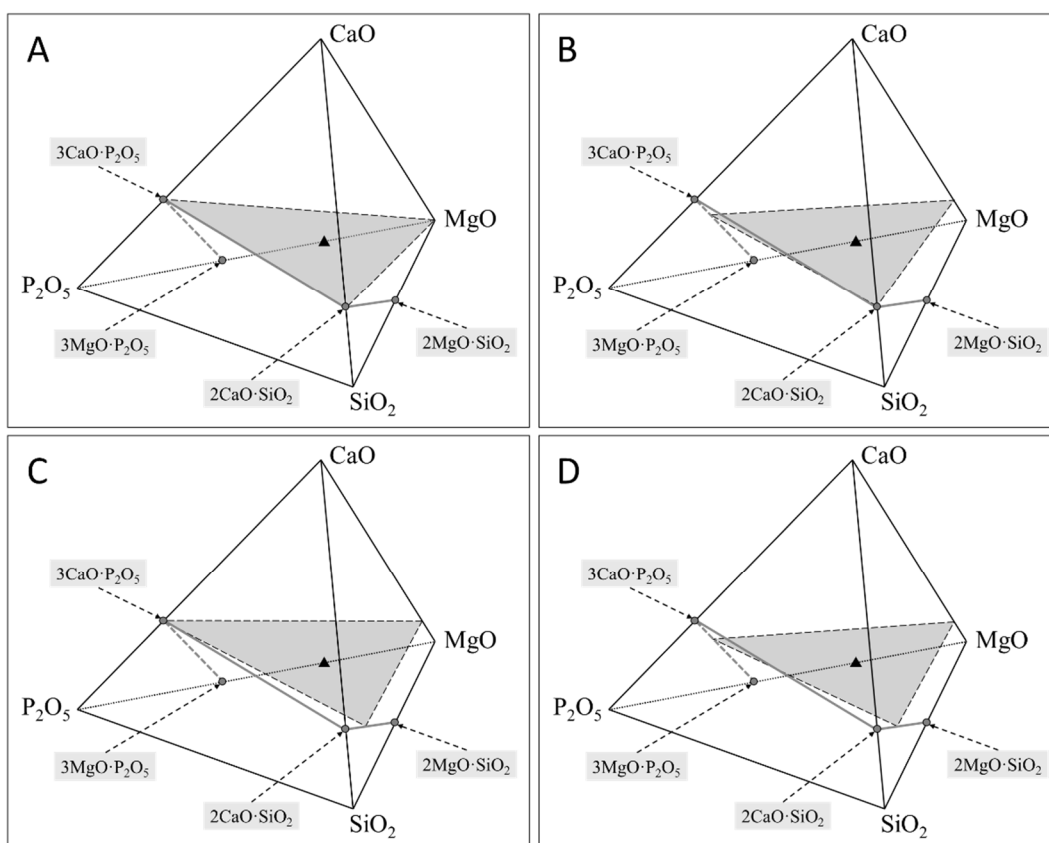 A
CaO
3CaO·P₂O₅
MgO
P₂O₅
3MgO·P₂O₅
2MgO·SiO₂
2CaO·SiO₂
SiO₂
B
CaO
3CaO·P₂O₅
MgO
P₂O₅
3MgO·P₂O₅
2MgO·SiO₂
2CaO·SiO₂
SiO₂
C
CaO
3CaO·P₂O₅
MgO
P₂O₅
3MgO·P₂O₅
2MgO·SiO₂
2CaO·SiO₂
SiO₂
D
CaO
3CaO·P₂O₅
MgO
P₂O₅
3MgO·P₂O₅
2MgO·SiO₂
2CaO·SiO₂
SiO₂